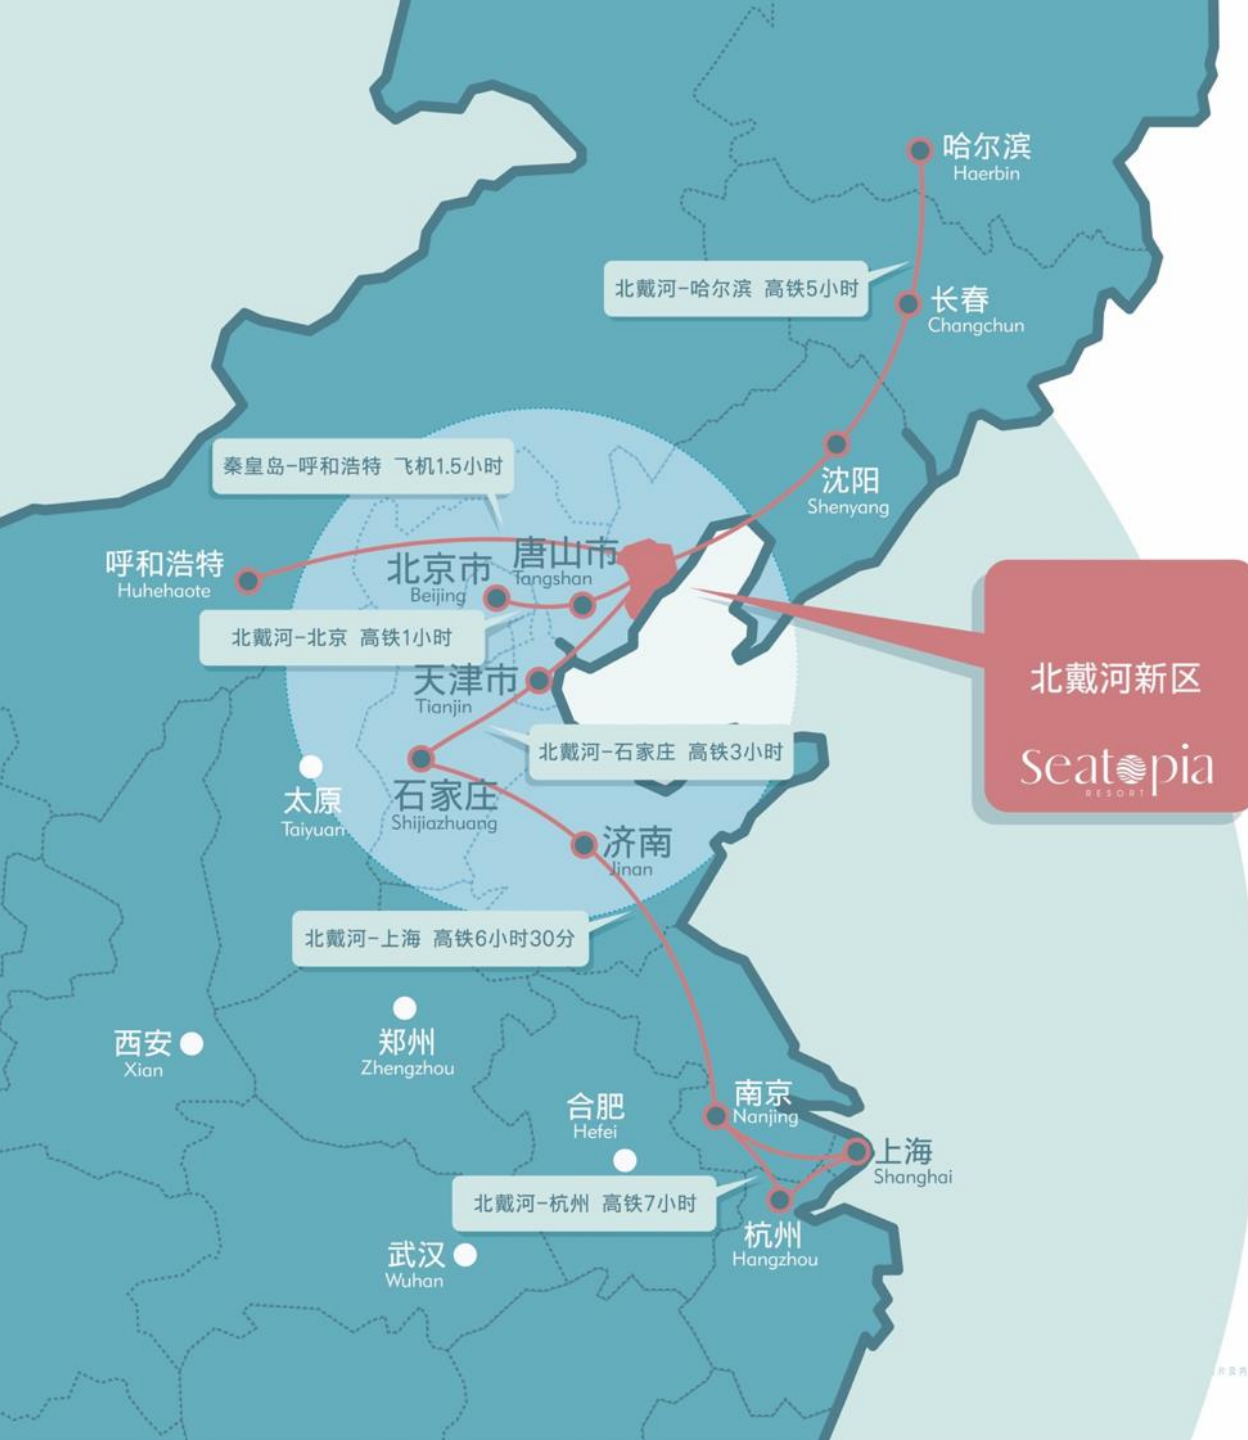 哈尔滨
Haerbin
北戴河-哈尔滨 高铁5小时
长春
Changchun
秦皇岛-呼和浩特 飞机1.5小时
沈阳
Shenyang
呼和浩特
Huhehaote
北京市
Beijing
唐山市
Tangshan
北戴河-北京 高铁1小时
天津市
Tianjin
北戴河新区
Seatopia
RESORT
北戴河-石家庄 高铁3小时
太原
Taiyuan
石家庄
Shijiazhuang
济南
Jinan
北戴河-上海 高铁6小时30分
西安
Xian
郑州
Zhengzhou
合肥
Hefei
南京
Nanjing
上海
Shanghai
北戴河-杭州 高铁7小时
杭州
Hangzhou
武汉
Wuhan